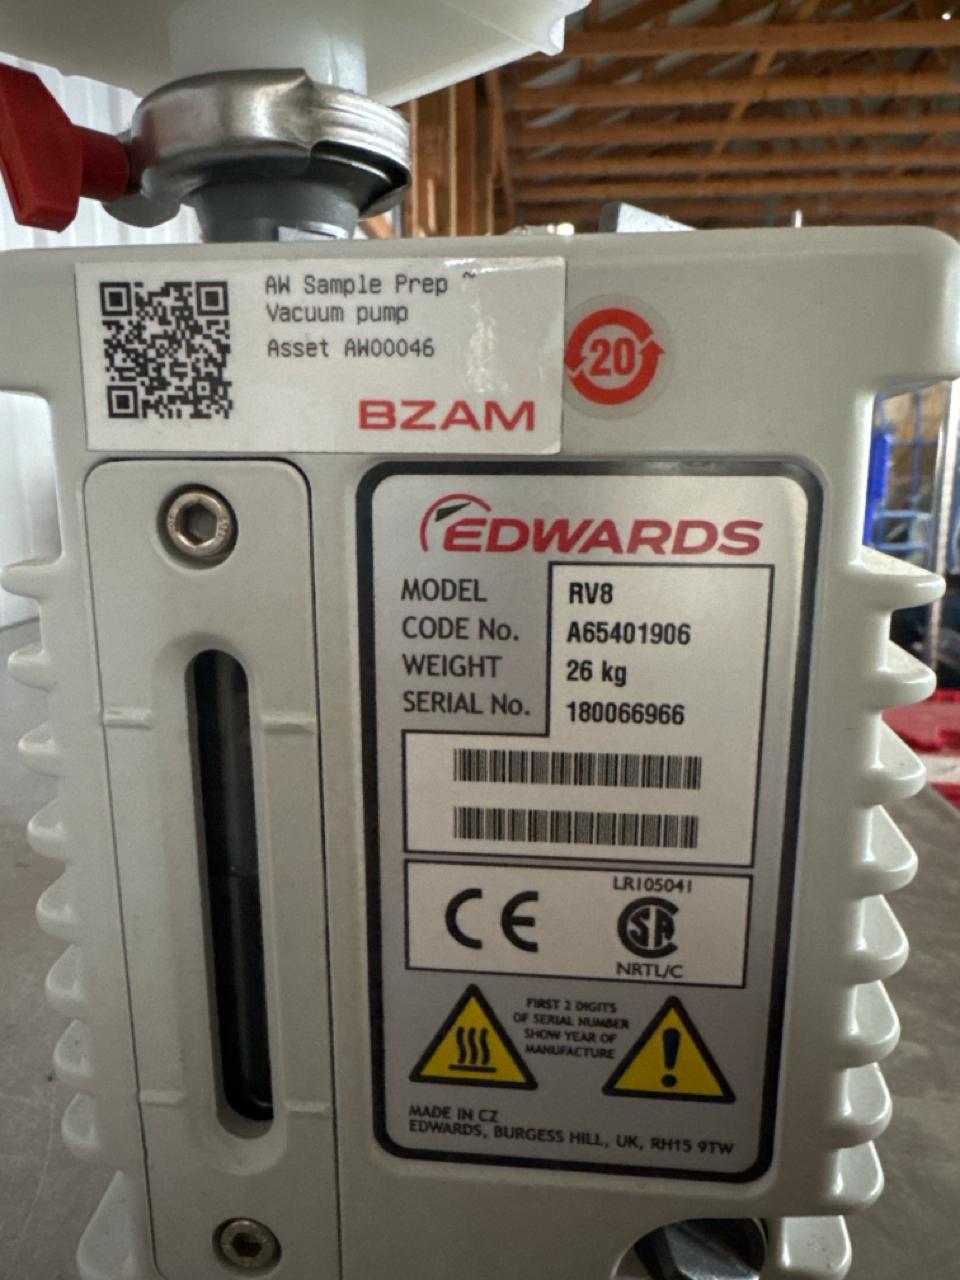 AW Sample Prep ~
Vacuum pump
Asset AW00046
BZAM
20
EDWARDS
MODEL RV8
CODE No. A65401906
WEIGHT 26 kg
SERIAL No. 180066966
CE
LR105041
SA
NRTL/C
FIRST 2 DIGITS
OF SERIAL NUMBER
SHOW YEAR OF
MANUFACTURE
MADE IN CZ
EDWARDS, BURGESS HILL, UK, RH15 9TW